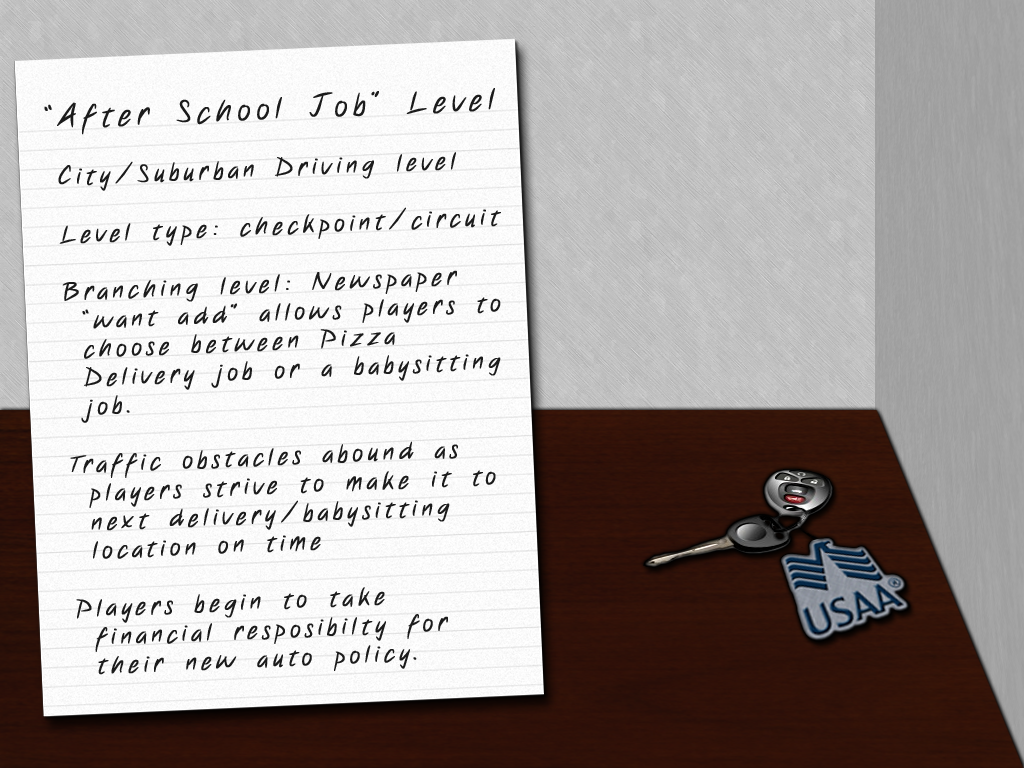 "After School Job" Level
City/Suburban Driving level
Level type: checkpoint/circuit
Branching level: Newspaper
"want add" allows players to
choose between Pizza
Delivery job or a babysitting
job.
Traffic obstacles abound as
players strive to make it to
next delivery/babysitting
location on time
Players begin to take
financial resposibilty for
their new auto policy.
USAA®